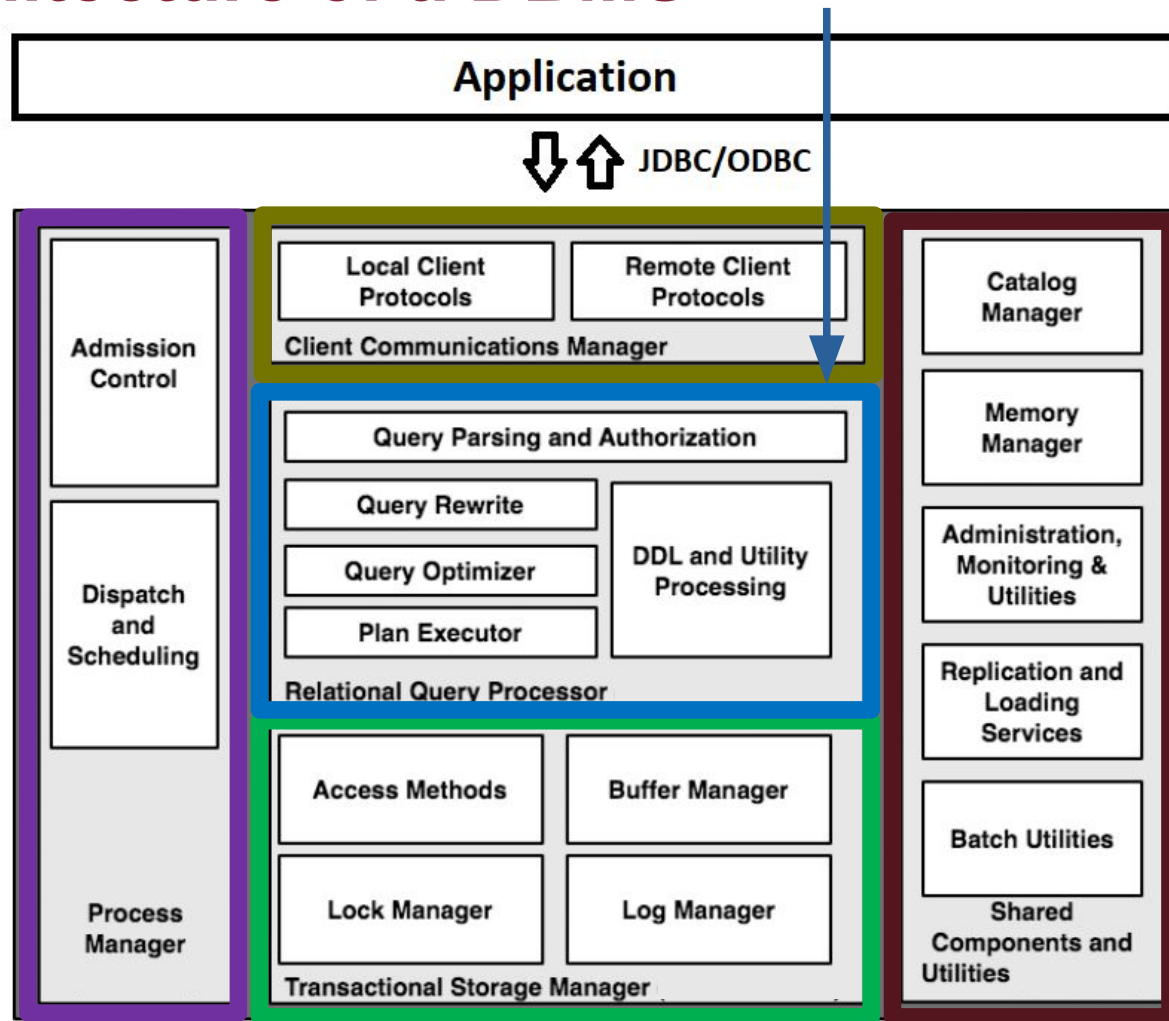 Application
JDBC/ODBC
Admission
Control
Dispatch
and
Scheduling
Process
Manager
Local Client
Protocols
Remote Client
Protocols
Client Communications Manager
Query Parsing and Authorization
Query Rewrite
Query Optimizer
Plan Executor
DDL and Utility
Processing
Relational Query Processor
Access Methods
Buffer Manager
Lock Manager
Log Manager
Transactional Storage Manager
Catalog
Manager
Memory
Manager
Administration,
Monitoring &
Utilities
Replication and
Loading
Services
Batch Utilities
Shared
Components and
Utilities